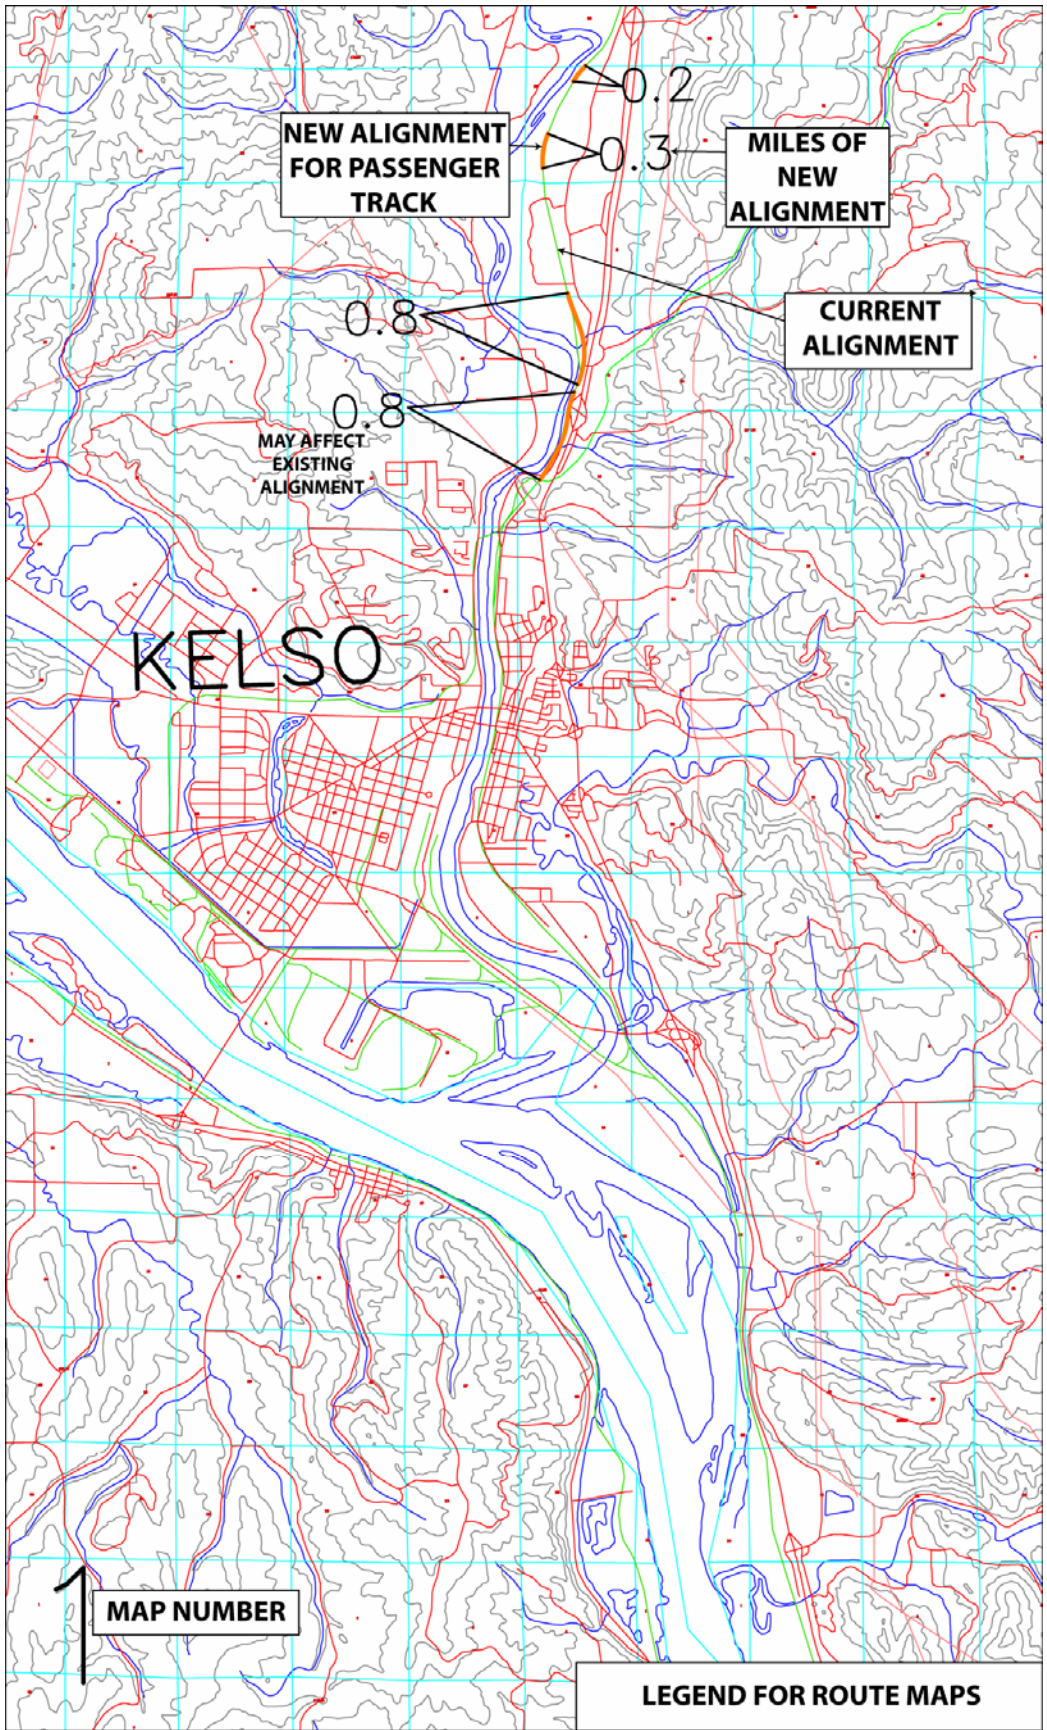 0.2
NEW ALIGNMENT
FOR PASSENGER
TRACK
0.3
MILES OF
NEW
ALIGNMENT
0.8
CURRENT
ALIGNMENT
0.8
MAY AFFECT
EXISTING
ALIGNMENT
KELSO
1
MAP NUMBER
LEGEND FOR ROUTE MAPS